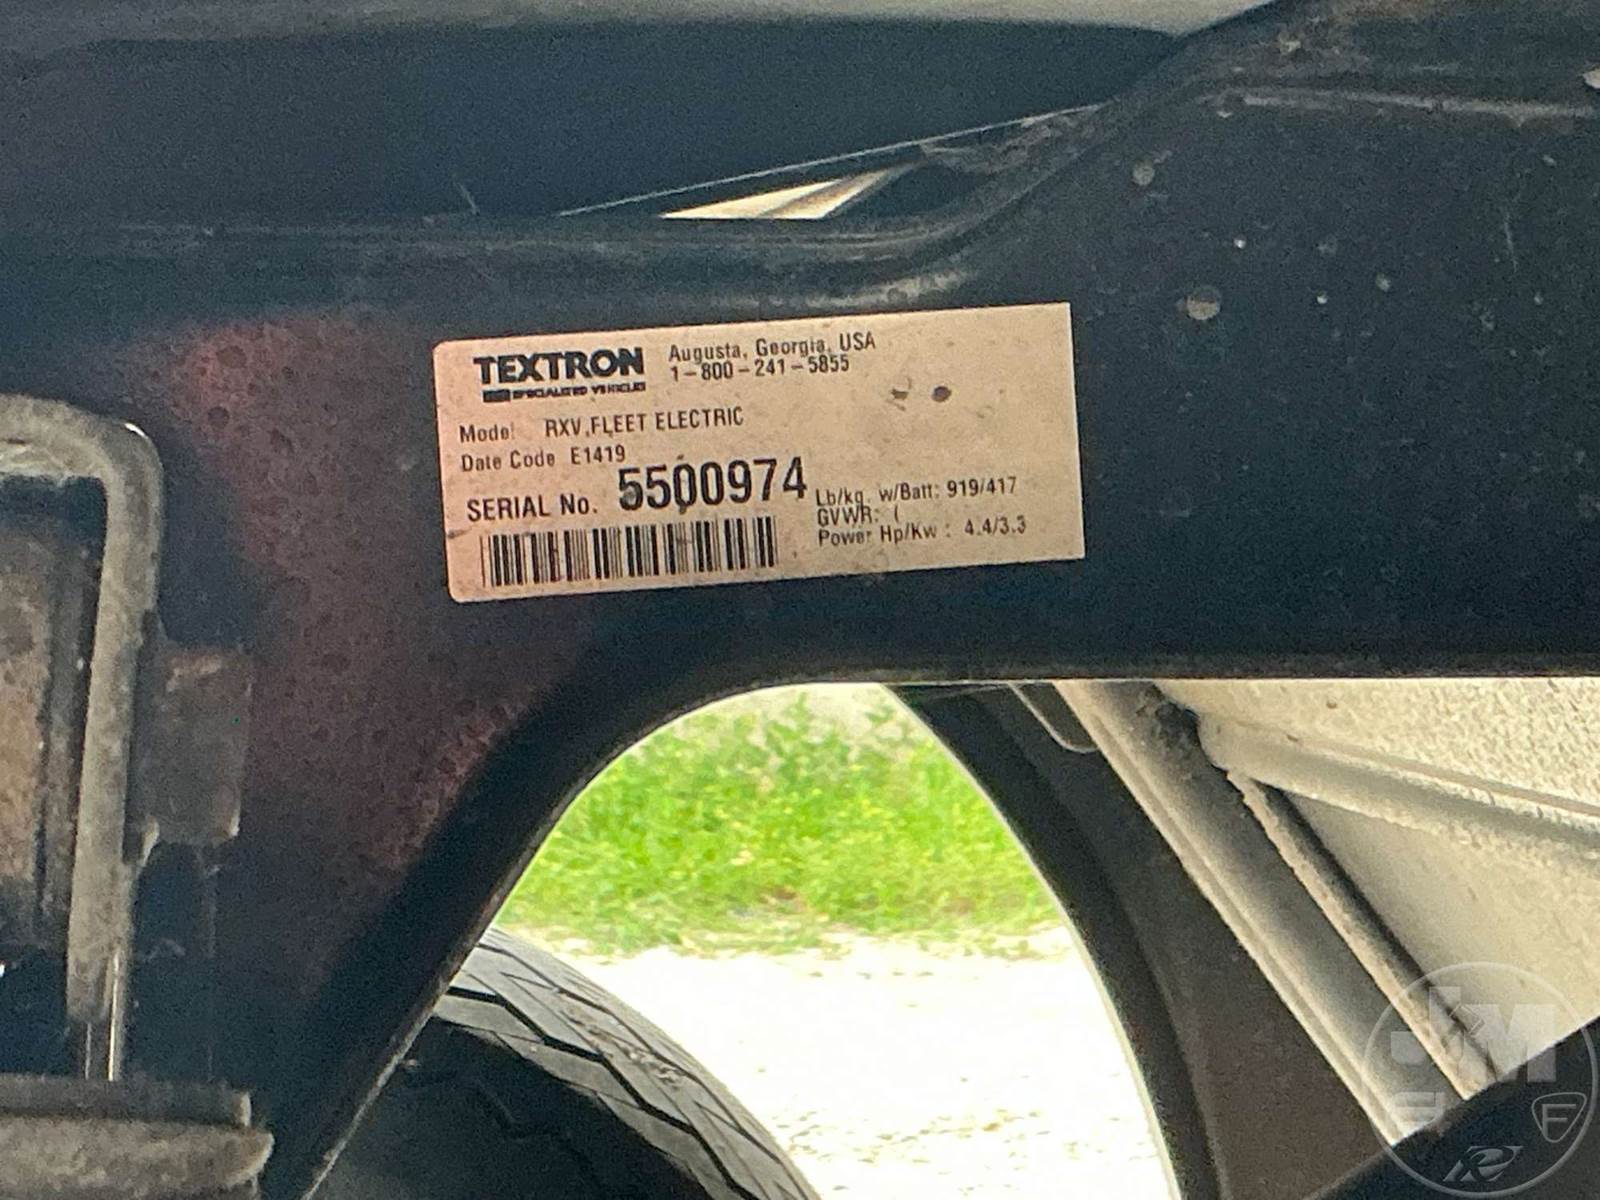 TEXTRON
SPECIALIZED VEHICLES
Augusta, Georgia, USA
1-800-241-5855
Model RXV,FLEET ELECTRIC
Date Code E1419
SERIAL No. 5500974
Lb/kg. w/Batt: 919/417
GVWR: (
Power Hp/Kw : 4.4/3.3
J M
E F